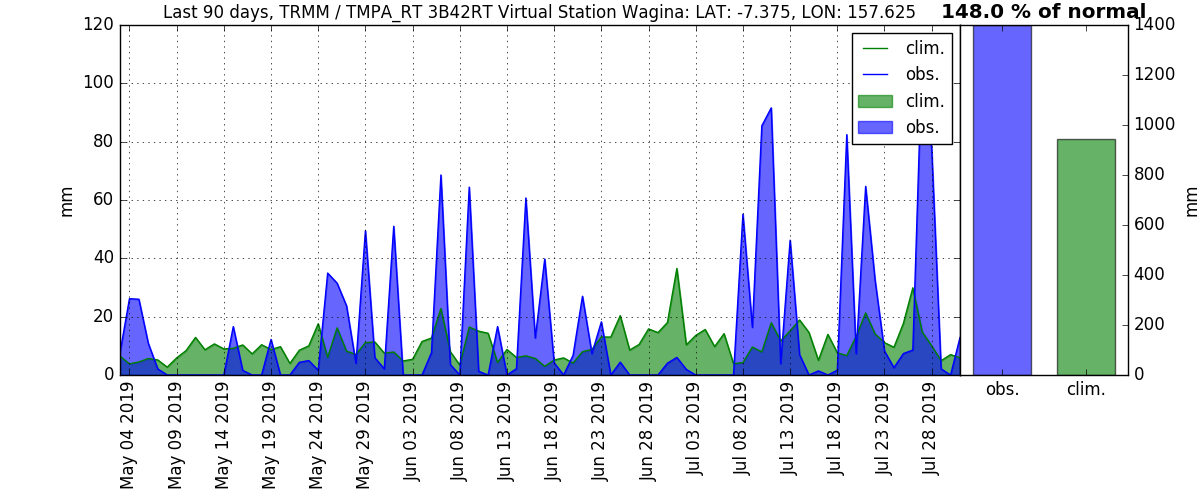 Last 90 days, TRMM / TMPA_RT 3B42RT Virtual Station Wagina: LAT: -7.375, LON: 157.625
148.0 % of normal
120
100
80
60
40
20
0
mm
clim.
obs.
clim.
obs.
1400
1200
1000
800
600
400
200
0
mm
May 04 2019
May 09 2019
May 14 2019
May 19 2019
May 24 2019
May 29 2019
Jun 03 2019
Jun 08 2019
Jun 13 2019
Jun 18 2019
Jun 23 2019
Jun 28 2019
Jul 03 2019
Jul 08 2019
Jul 13 2019
Jul 18 2019
Jul 23 2019
Jul 28 2019
obs.
clim.